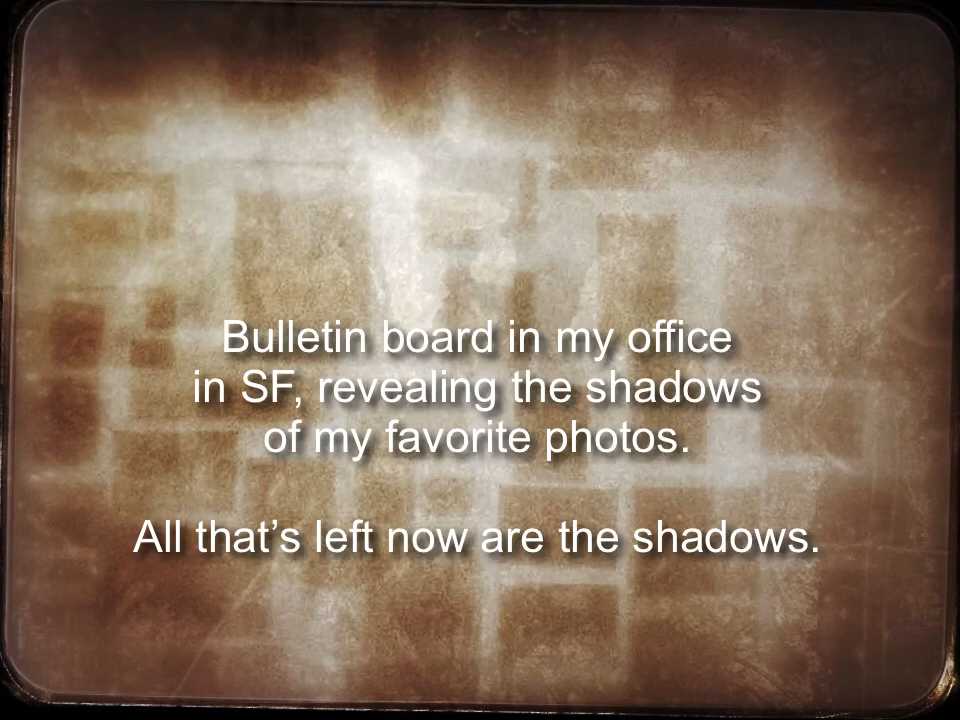 Bulletin board in my office
in SF, revealing the shadows
of my favorite photos.
All that’s left now are the shadows.